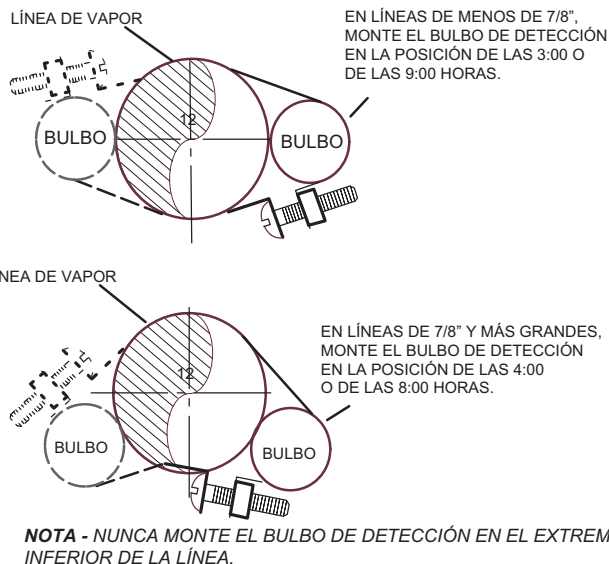 LÍNEA DE VAPOR
EN LÍNEAS DE MENOS DE 7/8”,
MONTE EL BULBO DE DETECCIÓN
EN LA POSICIÓN DE LAS 3:00 O
DE LAS 9:00 HORAS.
12
BULBO
BULBO
NEA DE VAPOR
EN LÍNEAS DE 7/8” Y MÁS GRANDES,
MONTE EL BULBO DE DETECCIÓN
EN LA POSICIÓN DE LAS 4:00
O DE LAS 8:00 HORAS.
12
BULBO
BULBO
NOTA - NUNCA MONTE EL BULBO DE DETECCIÓN EN EL EXTREM
INFERIOR DE LA LÍNEA.